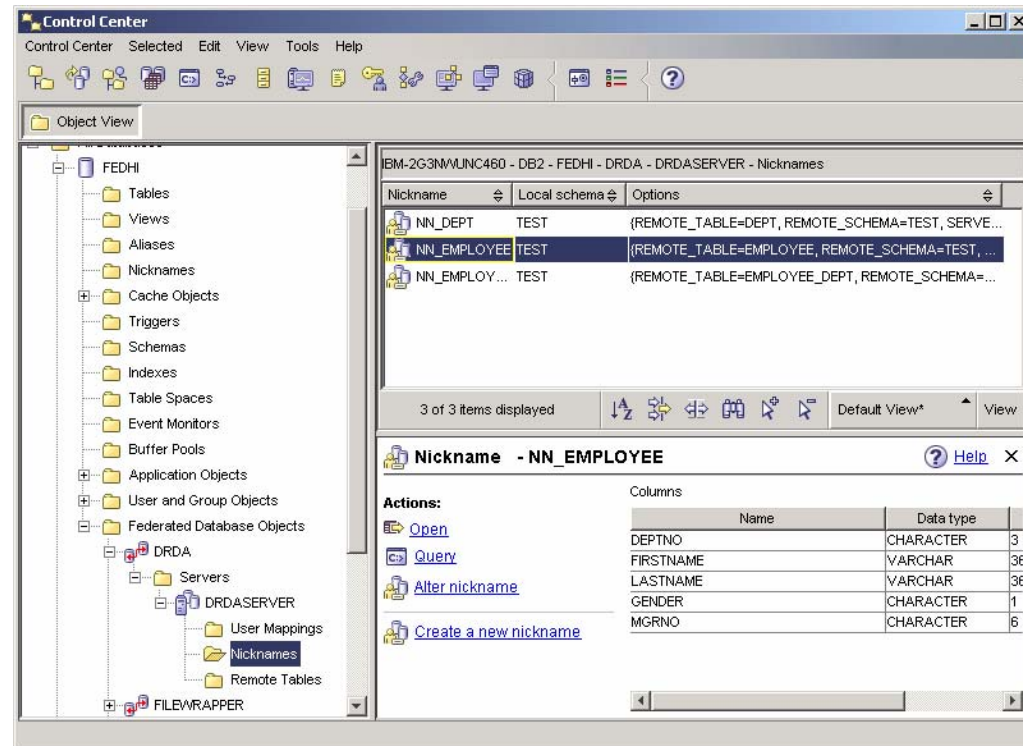 Control Center
Control Center Selected Edit View Tools Help
Object View
FEDHI
Tables
Views
Aliases
Nicknames
Cache Objects
Triggers
Schemas
Indexes
Table Spaces
Event Monitors
Buffer Pools
Application Objects
User and Group Objects
Federated Database Objects
DRDA
Servers
DRDASERVER
User Mappings
Nicknames
Remote Tables
FILEWRAPPER
IBM-2G3NWUNC460 - DB2 - FEDHI - DRDA - DRDASERVER - Nicknames
Nickname Local schema Options
NN_DEPT TEST {REMOTE_TABLE=DEPT, REMOTE_SCHEMA=TEST, SERVE...
NN_EMPLOYEE TEST {REMOTE_TABLE=EMPLOYEE, REMOTE_SCHEMA=TEST, ...
NN_EMPLOY... TEST {REMOTE_TABLE=EMPLOYEE_DEPT, REMOTE_SCHEMA=...
3 of 3 items displayed Default View* View
Nickname - NN_EMPLOYEE Help
Actions:
Open
Query
Alter nickname
Create a new nickname
Columns
Name Data type
DEPTNO CHARACTER 3
FIRSTNAME VARCHAR 36
LASTNAME VARCHAR 36
GENDER CHARACTER 1
MGRNO CHARACTER 6